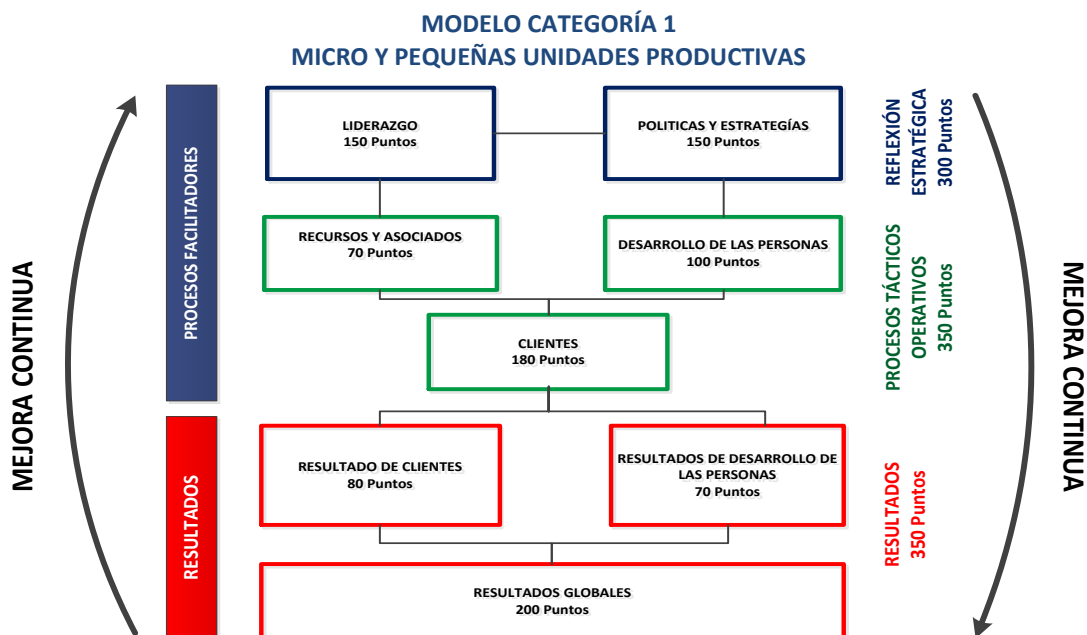 MODELO CATEGORÍA 1
MICRO Y PEQUEÑAS UNIDADES PRODUCTIVAS
MEJORA CONTINUA
PROCESOS FACILITADORES
LIDERAZGO
150 Puntos
POLITICAS Y ESTRATEGÍAS
150 Puntos
REFLEXIÓN
ESTRATÉGICA
300 Puntos
RECURSOS Y ASOCIADOS
70 Puntos
DESARROLLO DE LAS PERSONAS
100 Puntos
CLIENTES
180 Puntos
PROCESOS TÁCTICOS
OPERATIVOS
350 Puntos
MEJORA CONTINUA
RESULTADOS
RESULTADO DE CLIENTES
80 Puntos
RESULTADOS DE DESARROLLO DE
LAS PERSONAS
70 Puntos
RESULTADOS
350 Puntos
RESULTADOS GLOBALES
200 Puntos